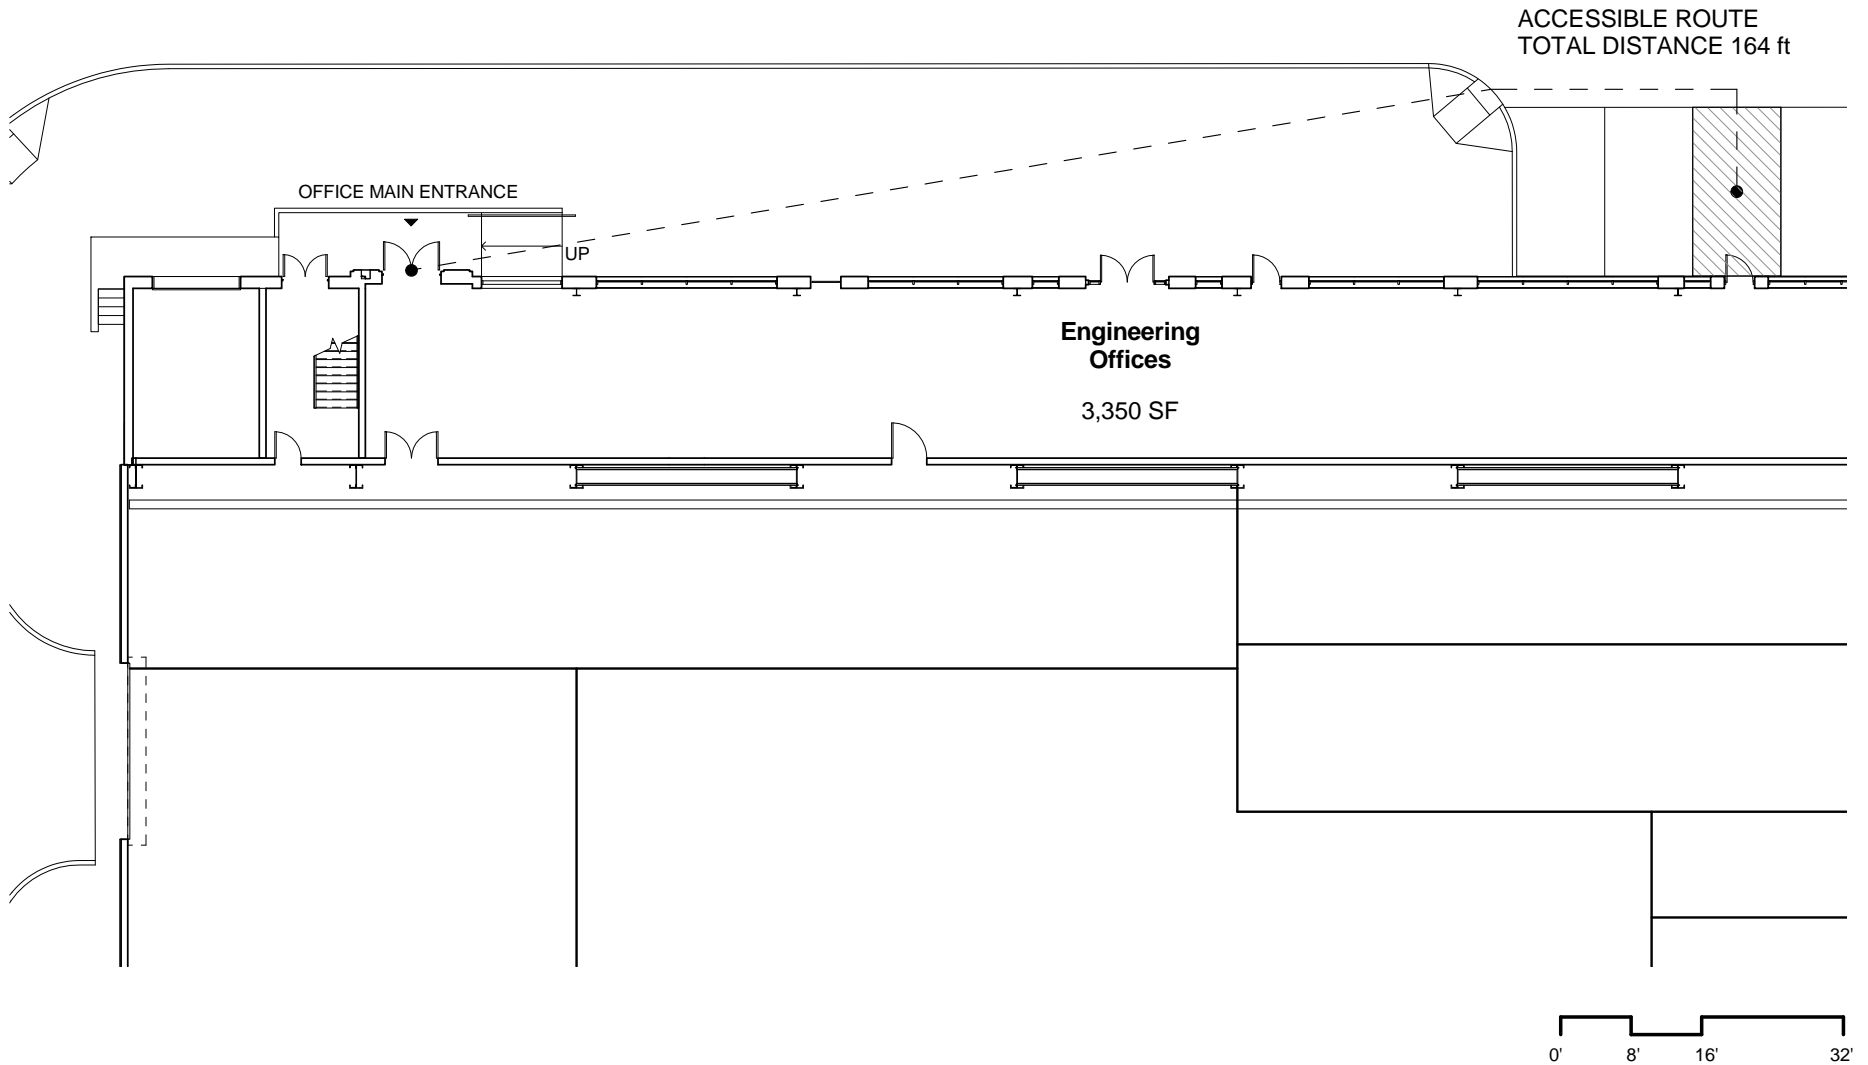 ACCESSIBLE ROUTE
TOTAL DISTANCE 164 ft
OFFICE MAIN ENTRANCE
UP
Engineering
Offices
3,350 SF
0' 8' 16' 32'